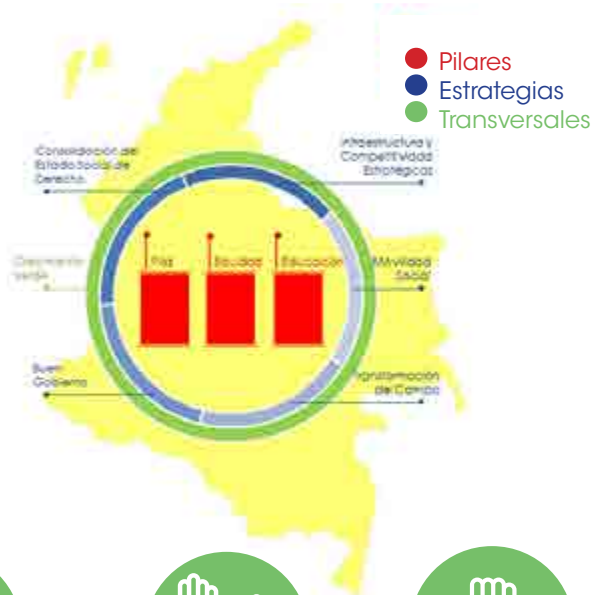 Pilares
Estrategias
Transversales
Consolidación del
Estado Social de
Derecho
Infraestructura y
Competitividad
Estratégicas
Crecimiento
verde
Paz
Equidad
Educación
Movilidad
Social
Buen
Gobierno
Transformación
del Campo